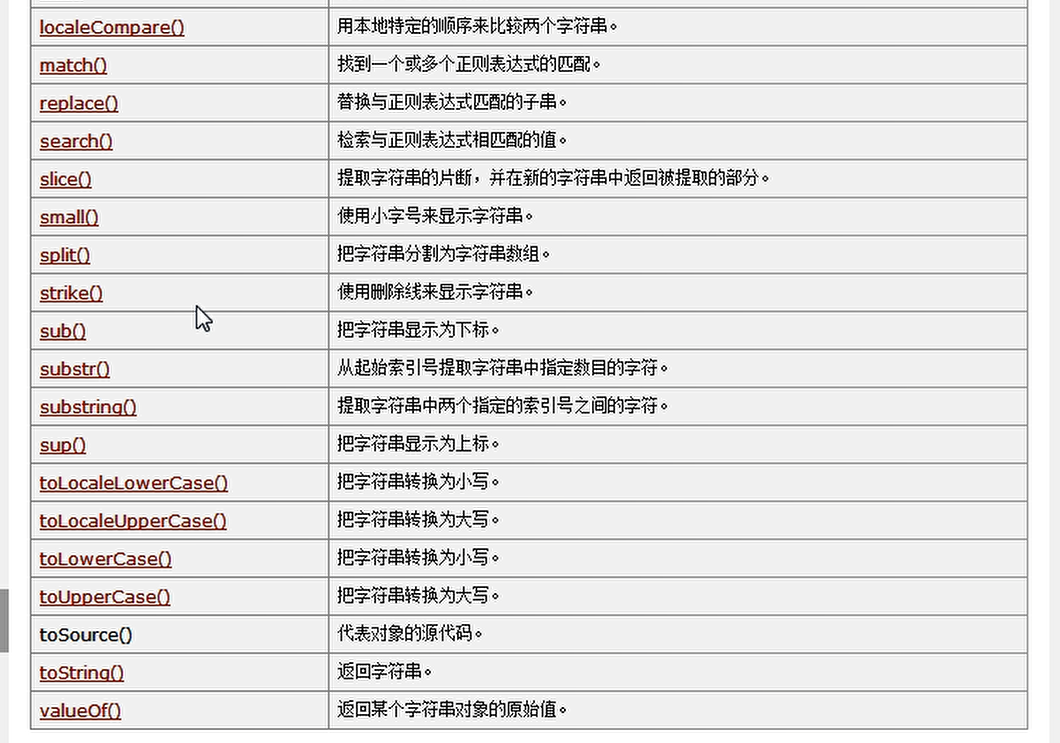 localeCompare() 用本地特定的顺序来比较两个字符串。
match() 找到一个或多个正则表达式的匹配。
replace() 替换与正则表达式匹配的子串。
search() 检索与正则表达式相匹配的值。
slice() 提取字符串的片断，并在新的字符串中返回被提取的部分。
small() 使用小字号来显示字符串。
split() 把字符串分割为字符串数组。
strike() 使用删除线来显示字符串。
sub() 把字符串显示为下标。
substr() 从起始索引号提取字符串中指定数目的字符。
substring() 提取字符串中两个指定的索引号之间的字符。
sup() 把字符串显示为上标。
toLocaleLowerCase() 把字符串转换为小写。
toLocaleUpperCase() 把字符串转换为大写。
toLowerCase() 把字符串转换为小写。
toUpperCase() 把字符串转换为大写。
toSource() 代表对象的源代码。
toString() 返回字符串。
valueOf() 返回某个字符串对象的原始值。